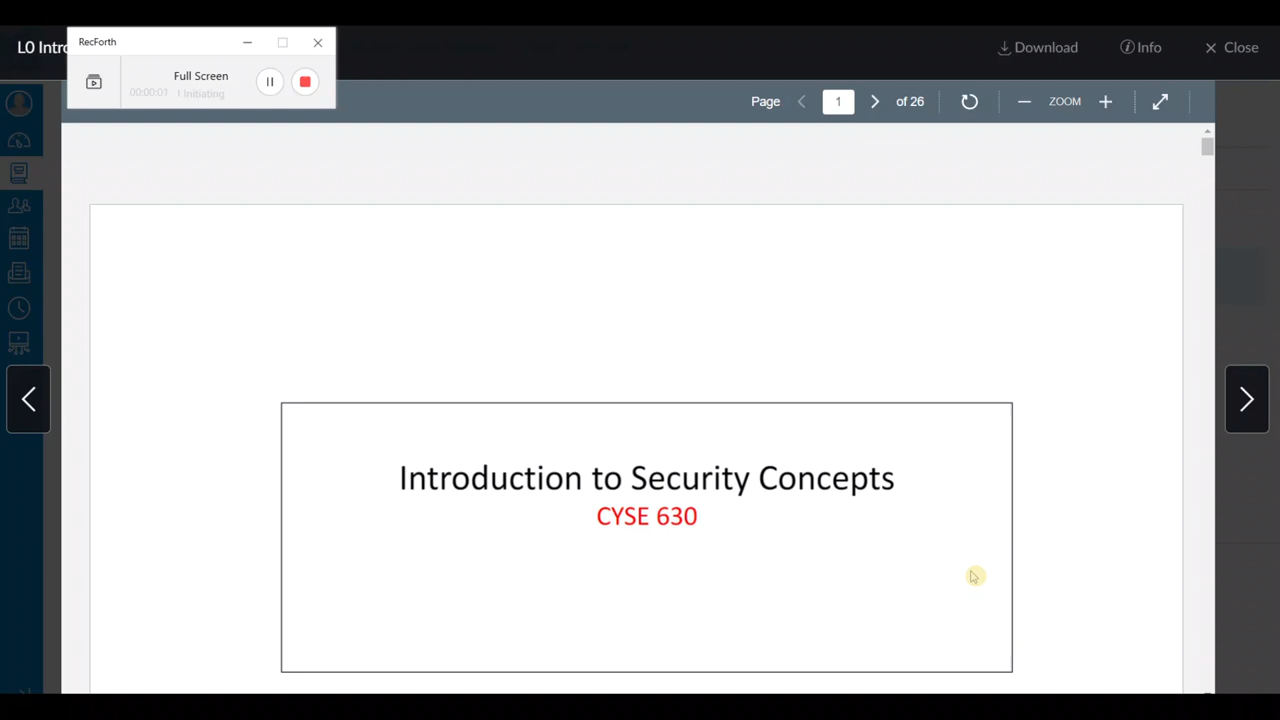 RecForth
L0 Intro
Full Screen
00:00:01 ! Initiating
Download
Info
Close
Page 1 of 26
ZOOM
Introduction to Security Concepts
CYSE 630